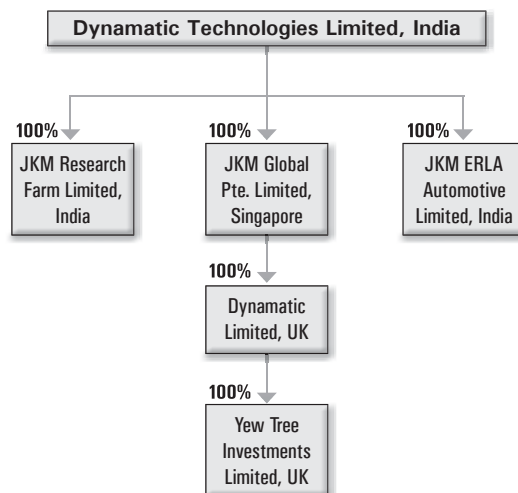 Dynamatic Technologies Limited, India
100%
JKM Research
Farm Limited,
India
100%
JKM Global
Pte. Limited,
Singapore
100%
JKM ERLA
Automotive
Limited, India
100%
Dynamatic
Limited, UK
100%
Yew Tree
Investments
Limited, UK